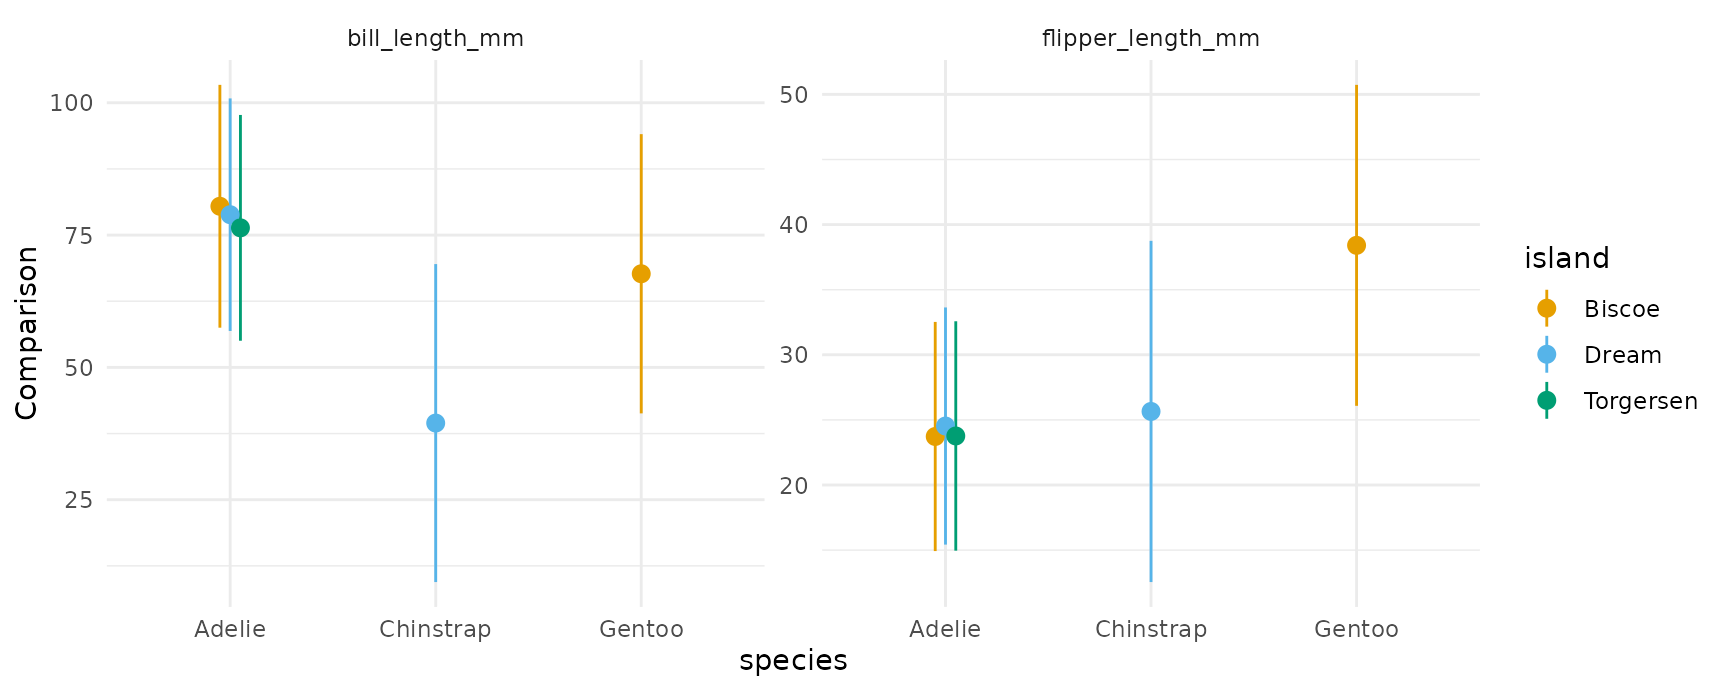 bill_length_mm
flipper_length_mm
100
75
50
25
50
40
30
20
Comparison
Adelie
Chinstrap
Gentoo
Adelie
Chinstrap
Gentoo
species
island
Biscoe
Dream
Torgersen